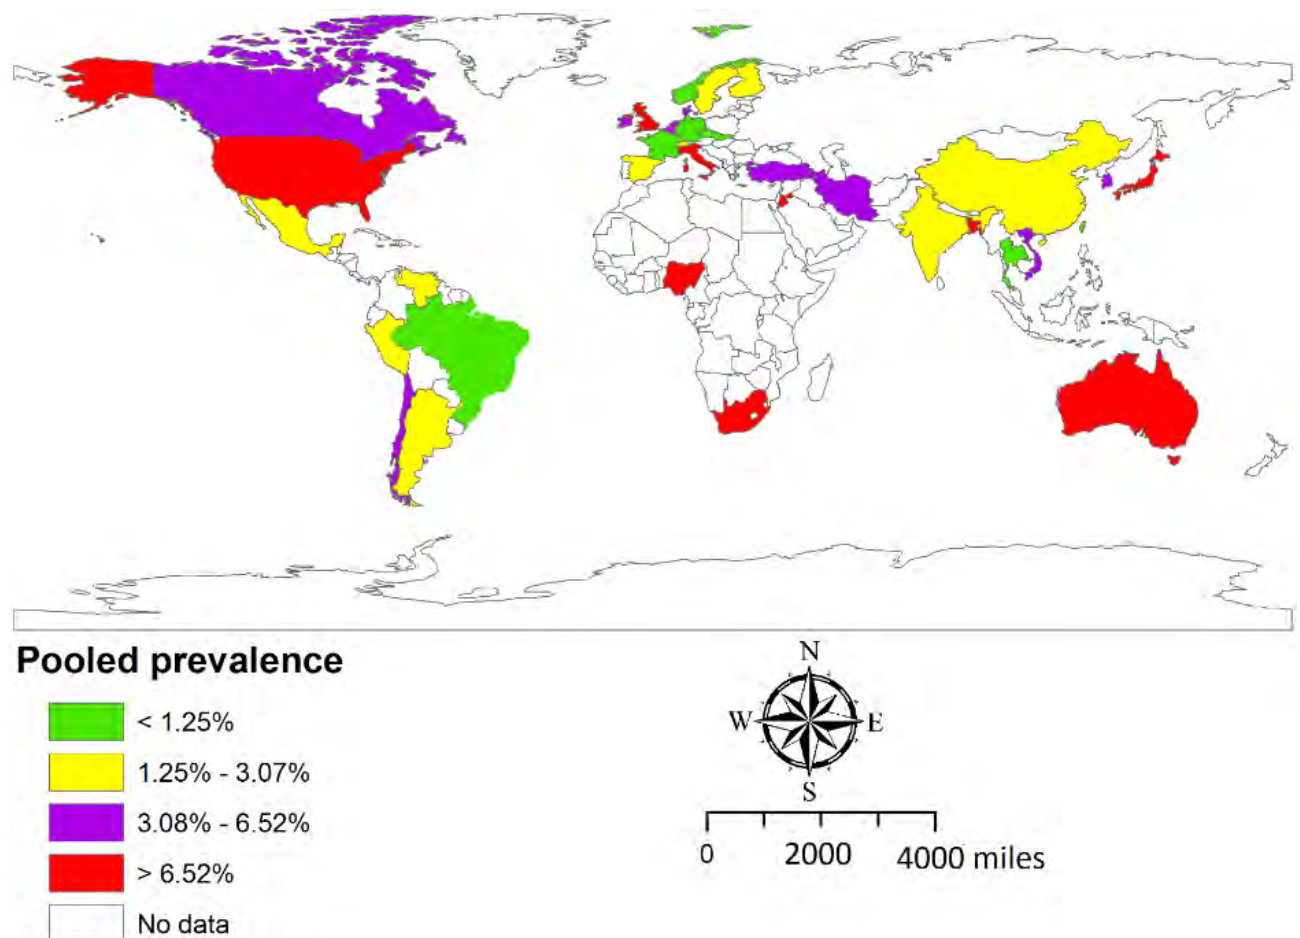 Pooled prevalence
< 1.25%
1.25% - 3.07%
3.08% - 6.52%
> 6.52%
No data
N
W E
S
0 2000 4000 miles